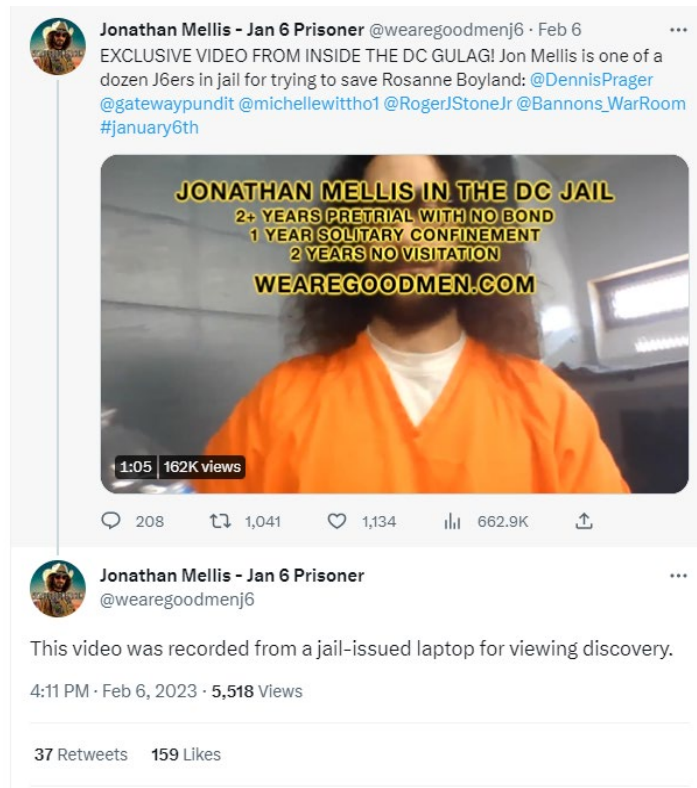 Jonathan Mellis - Jan 6 Prisoner @wearegoodmenj6 · Feb 6
EXCLUSIVE VIDEO FROM INSIDE THE DC GULAG! Jon Mellis is one of a
dozen J6ers in jail for trying to save Rosanne Boyland: @DennisPrager
@gatewaypundit @michellewittho1 @RogerJStoneJr @Bannons_WarRoom
#january6th
JONATHAN MELLIS IN THE DC JAIL
2+ YEARS PRETRIAL WITH NO BOND
1 YEAR SOLITARY CONFINEMENT
2 YEARS NO VISITATION
WEAREGOODMEN.COM
1:05 162K views
208 1,041 1,134 662.9K
Jonathan Mellis - Jan 6 Prisoner
@wearegoodmenj6
This video was recorded from a jail-issued laptop for viewing discovery.
4:11 PM · Feb 6, 2023 · 5,518 Views
37 Retweets 159 Likes